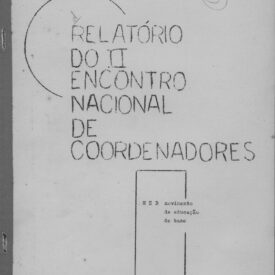 RELATÓRIO
DO II
ENCONTRO
NACIONAL
DE
COORDENADORES
M E B movimento
de educação
de base